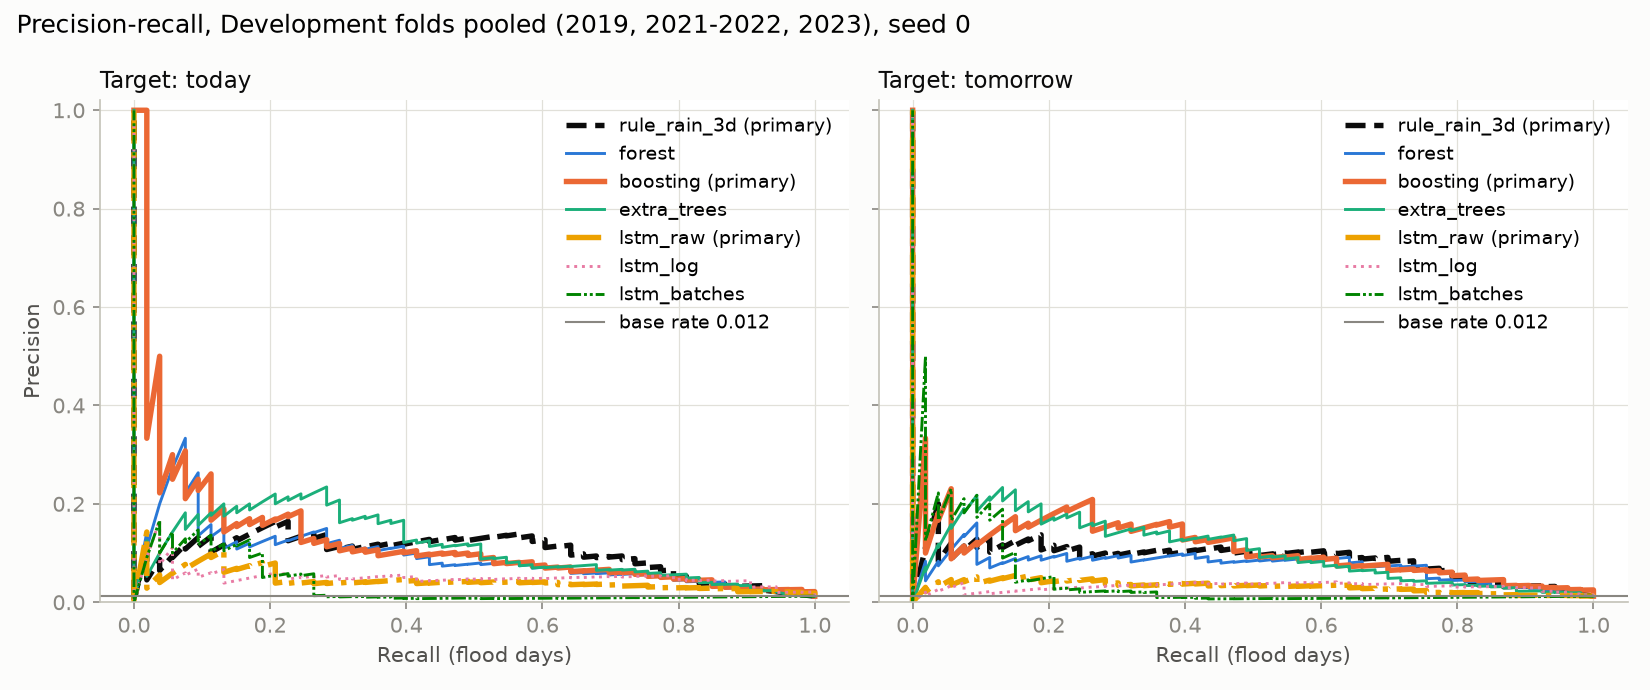 Precision-recall, Development folds pooled (2019, 2021-2022, 2023), seed 0
Target: today
1.0
0.8
0.6
0.4
0.2
0.0
Precision
rule_rain_3d (primary)
forest
boosting (primary)
extra_trees
lstm_raw (primary)
lstm_log
lstm_batches
base rate 0.012
0.0 0.2 0.4 0.6 0.8 1.0
Recall (flood days)
Target: tomorrow
rule_rain_3d (primary)
forest
boosting (primary)
extra_trees
lstm_raw (primary)
lstm_log
lstm_batches
base rate 0.012
0.0 0.2 0.4 0.6 0.8 1.0
Recall (flood days)